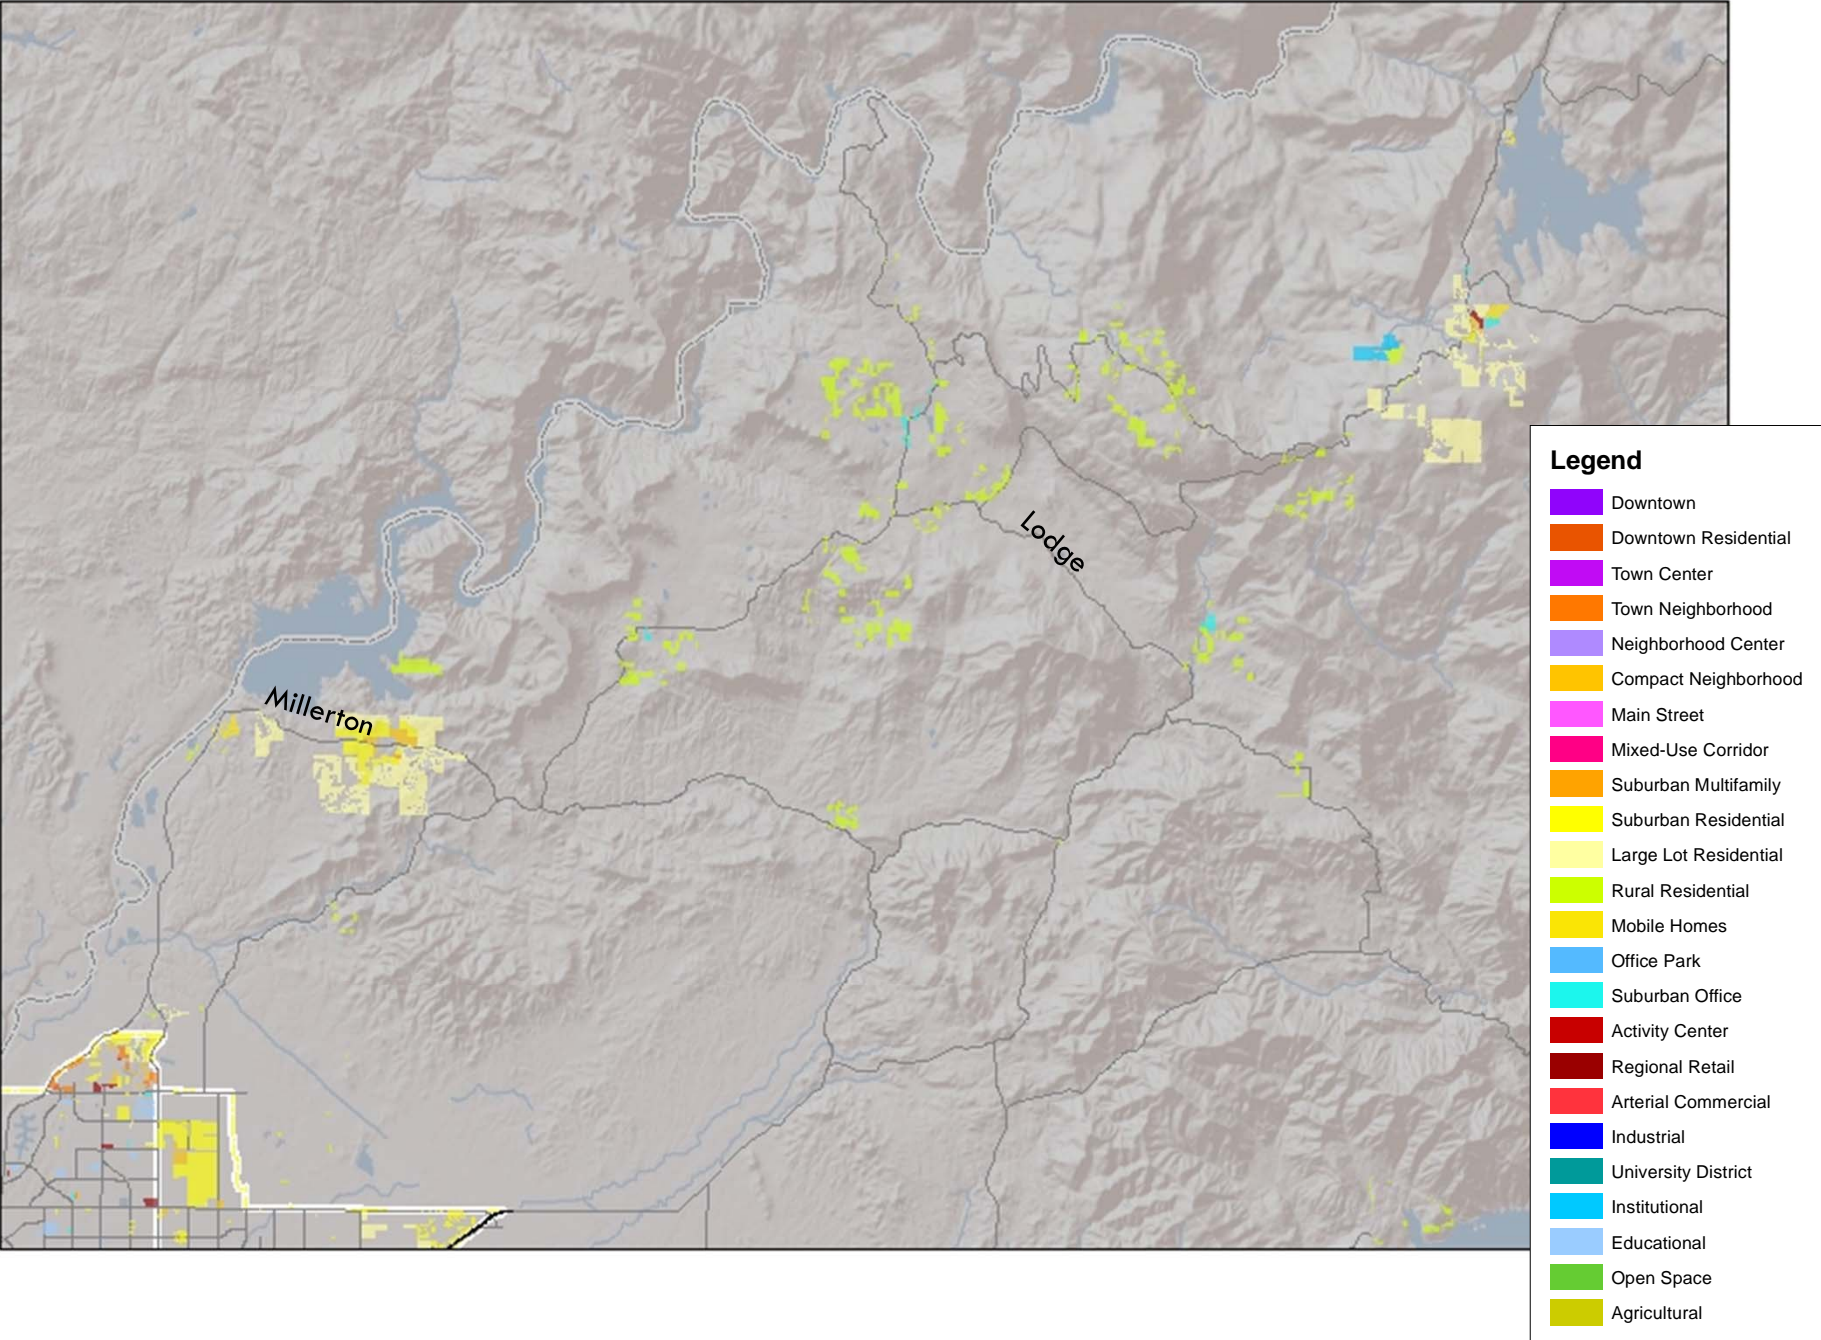 Lodge
Millerton
Legend
Downtown
Downtown Residential
Town Center
Town Neighborhood
Neighborhood Center
Compact Neighborhood
Main Street
Mixed-Use Corridor
Suburban Multifamily
Suburban Residential
Large Lot Residential
Rural Residential
Mobile Homes
Office Park
Suburban Office
Activity Center
Regional Retail
Arterial Commercial
Industrial
University District
Institutional
Educational
Open Space
Agricultural